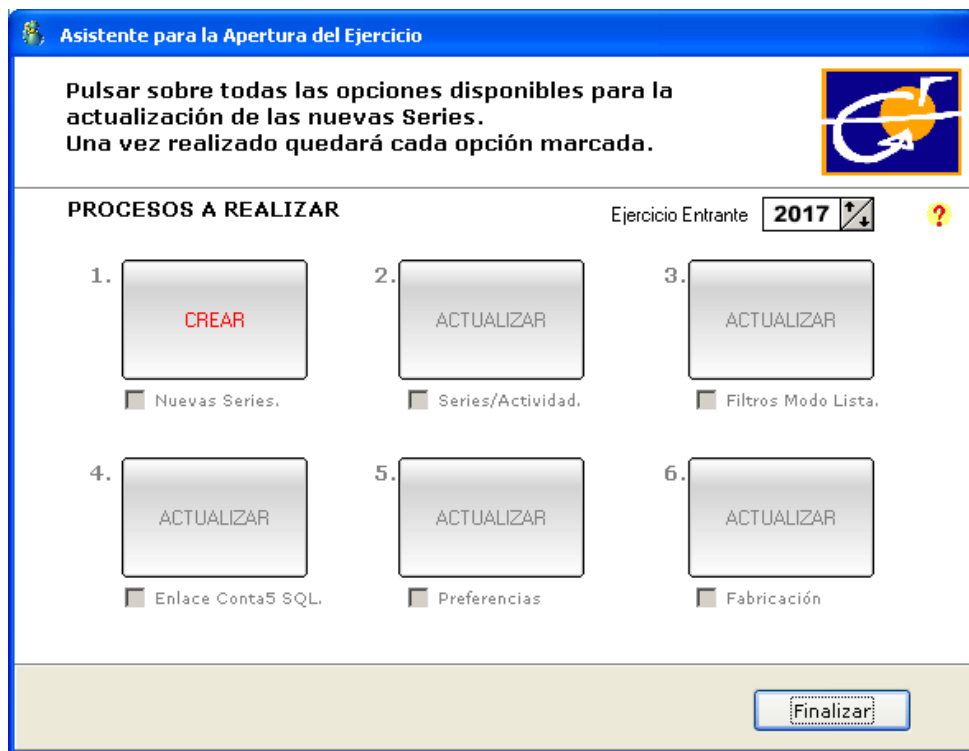 Asistente para la Apertura del Ejercicio
Pulsar sobre todas las opciones disponibles para la
actualización de las nuevas Series.
Una vez realizado quedará cada opción marcada.
PROCESOS A REALIZAR
Ejercicio Entrante 2017 ?
1. CREAR
2. ACTUALIZAR
3. ACTUALIZAR
Nuevas Series.
Series/Actividad.
Filtros Modo Lista.
4. ACTUALIZAR
5. ACTUALIZAR
6. ACTUALIZAR
Enlace Conta5 SQL.
Preferencias
Fabricación
Finalizar